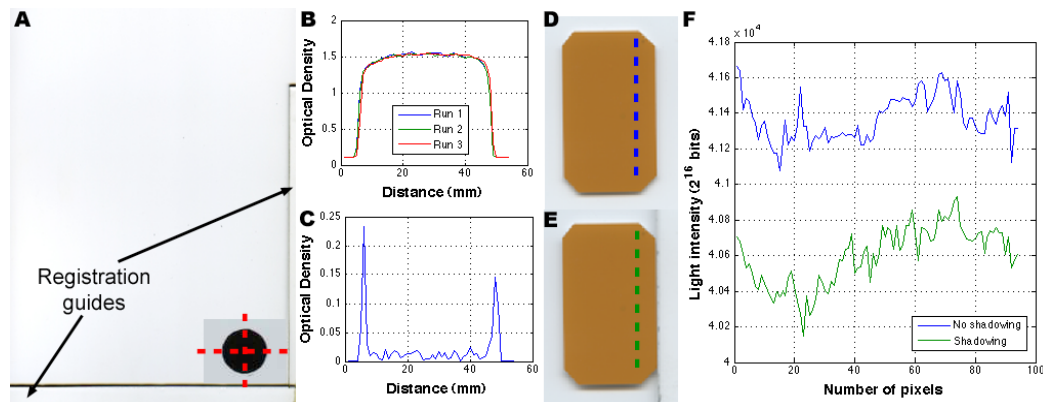 A
Registration
guides
B
Optical Density
2
1.5
1
0.5
0
Run 1
Run 2
Run 3
0 10 20 30 40 50 60
Distance (mm)
C
Optical Density
0.25
0.2
0.15
0.1
0.05
0
0 20 40 60
Distance (mm)
D
E
F
× 10⁴
Light intensity (2¹⁶ bits)
4.18
4.16
4.14
4.12
4.1
4.08
4.06
4.04
4.02
4
No shadowing
Shadowing
0 20 40 60 80 100
Number of pixels